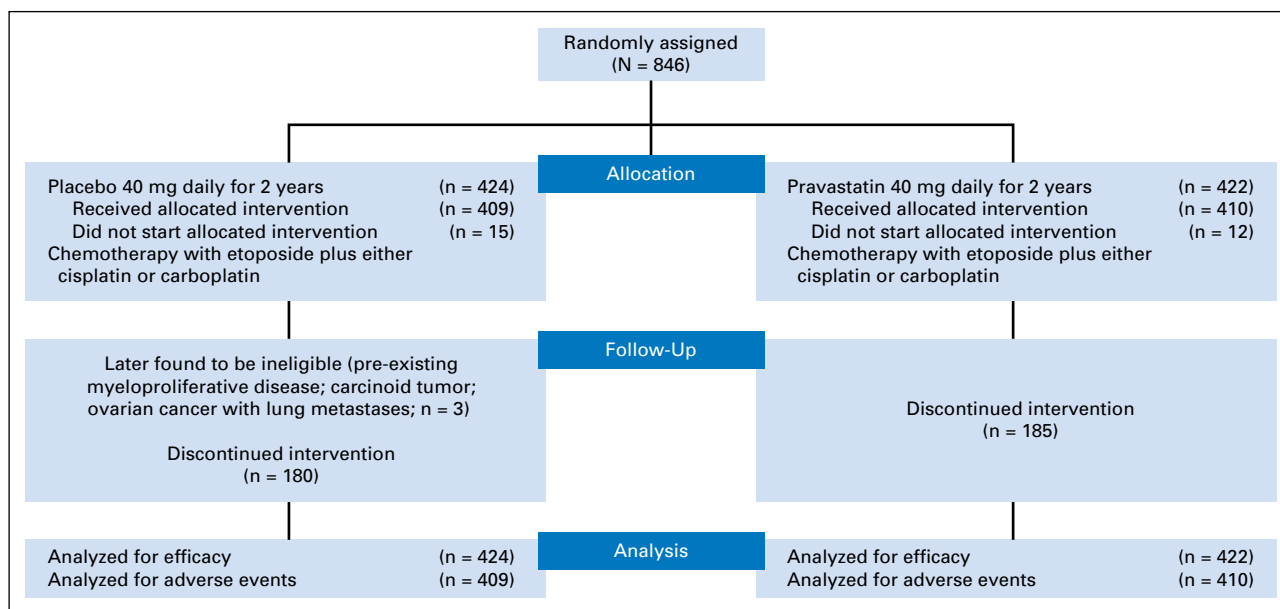 Randomly assigned
(N = 846)
Allocation
Placebo 40 mg daily for 2 years (n = 424)
Received allocated intervention (n = 409)
Did not start allocated intervention (n = 15)
Chemotherapy with etoposide plus either
cisplatin or carboplatin
Pravastatin 40 mg daily for 2 years (n = 422)
Received allocated intervention (n = 410)
Did not start allocated intervention (n = 12)
Chemotherapy with etoposide plus either
cisplatin or carboplatin
Follow-Up
Later found to be ineligible (pre-existing
myeloproliferative disease; carcinoid tumor;
ovarian cancer with lung metastases; n = 3)
Discontinued intervention
(n = 180)
Discontinued intervention
(n = 185)
Analysis
Analyzed for efficacy (n = 424)
Analyzed for adverse events (n = 409)
Analyzed for efficacy (n = 422)
Analyzed for adverse events (n = 410)